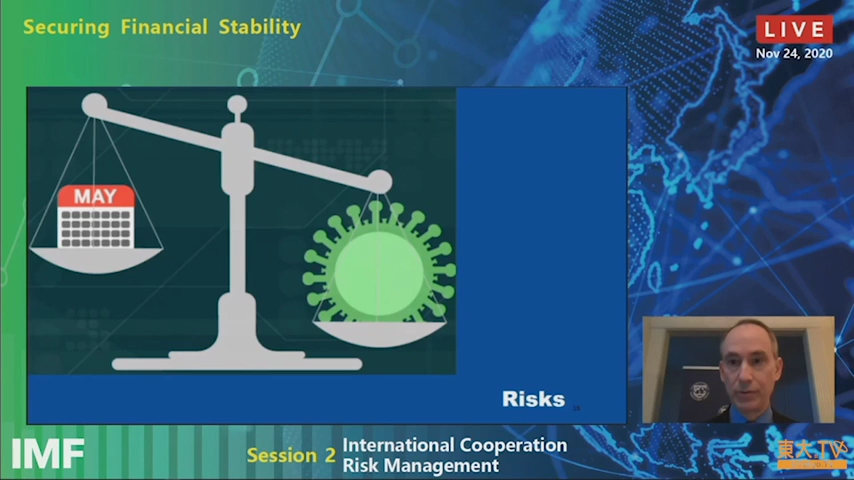 Securing Financial Stability
LIVE
Nov 24, 2020
MAY
Risks
IMF
Session 2
International Cooperation
Risk Management
東大TV